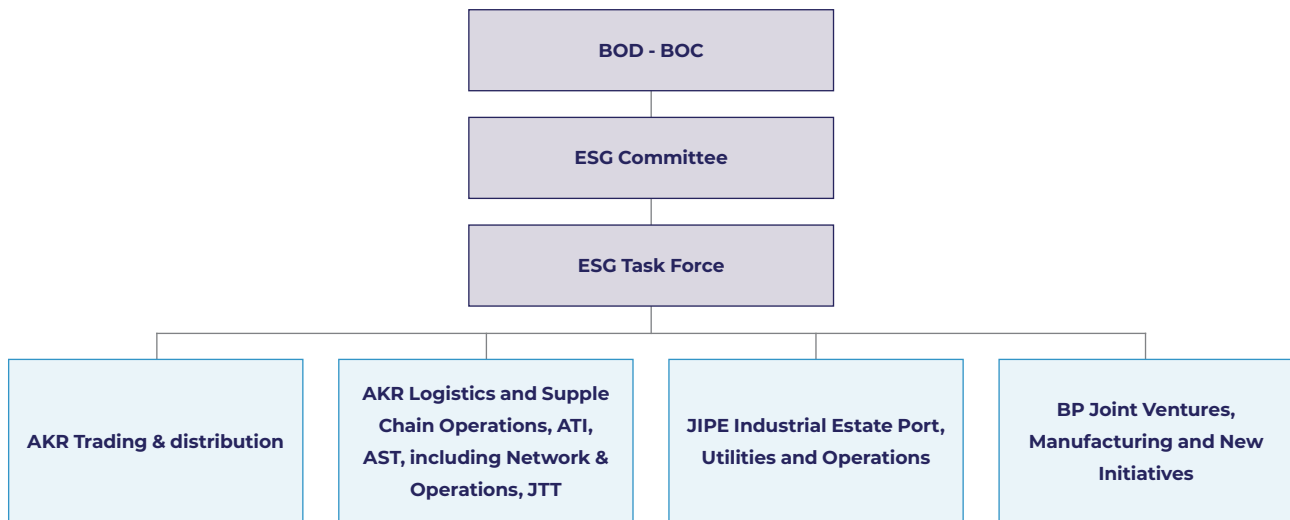 BOD - BOC
ESG Committee
ESG Task Force
AKR Trading & distribution
AKR Logistics and Supple
Chain Operations, ATI,
AST, including Network &
Operations, JTT
JIPE Industrial Estate Port,
Utilities and Operations
BP Joint Ventures,
Manufacturing and New
Initiatives